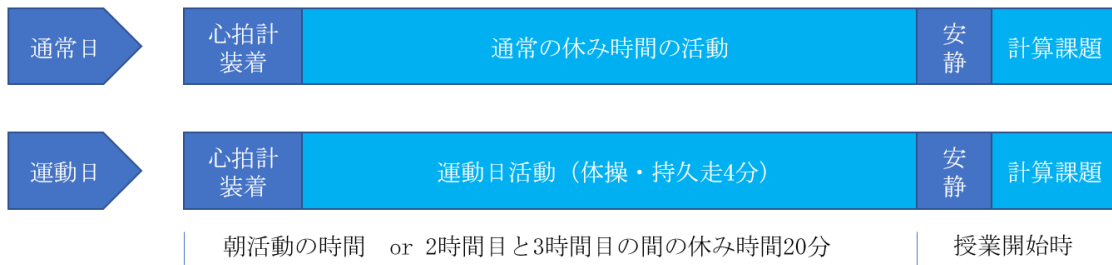 通常日
心拍計
装着
通常の休み時間の活動
安
静
計算課題
運動日
心拍計
装着
運動日活動（体操・持久走4分）
安
静
計算課題
朝活動の時間　or 2時間目と3時間目の間の休み時間20分
授業開始時